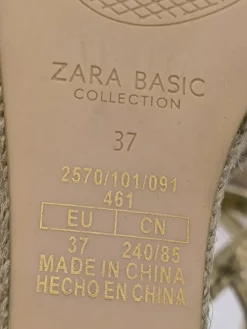 ZARA BASIC
COLLECTION
37
2570/101/091
461
EU CN
37 240/85
MADE IN CHINA
HECHO EN CHINA